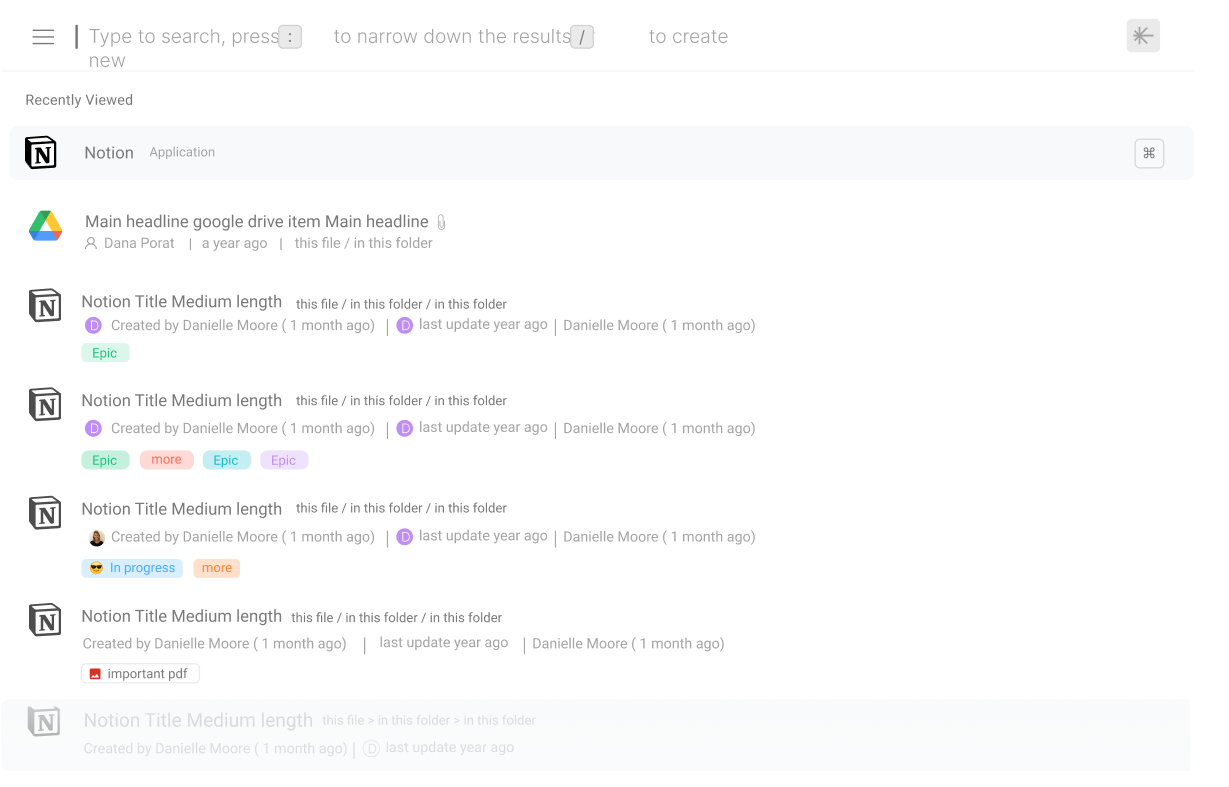 Type to search, press : to narrow down the results / to create
new
Recently Viewed
Notion Application ⌘
Main headline google drive item Main headline
Dana Porat | a year ago | this file / in this folder
Notion Title Medium length this file / in this folder / in this folder
D Created by Danielle Moore ( 1 month ago) | D last update year ago | Danielle Moore ( 1 month ago)
Epic
Notion Title Medium length this file / in this folder / in this folder
D Created by Danielle Moore ( 1 month ago) | D last update year ago | Danielle Moore ( 1 month ago)
Epic more Epic Epic
Notion Title Medium length this file / in this folder / in this folder
Created by Danielle Moore ( 1 month ago) | D last update year ago | Danielle Moore ( 1 month ago)
😎 In progress more
Notion Title Medium length this file / in this folder / in this folder
Created by Danielle Moore ( 1 month ago) | last update year ago | Danielle Moore ( 1 month ago)
important pdf
Notion Title Medium length this file > in this folder > in this folder
Created by Danielle Moore ( 1 month ago) | D last update year ago